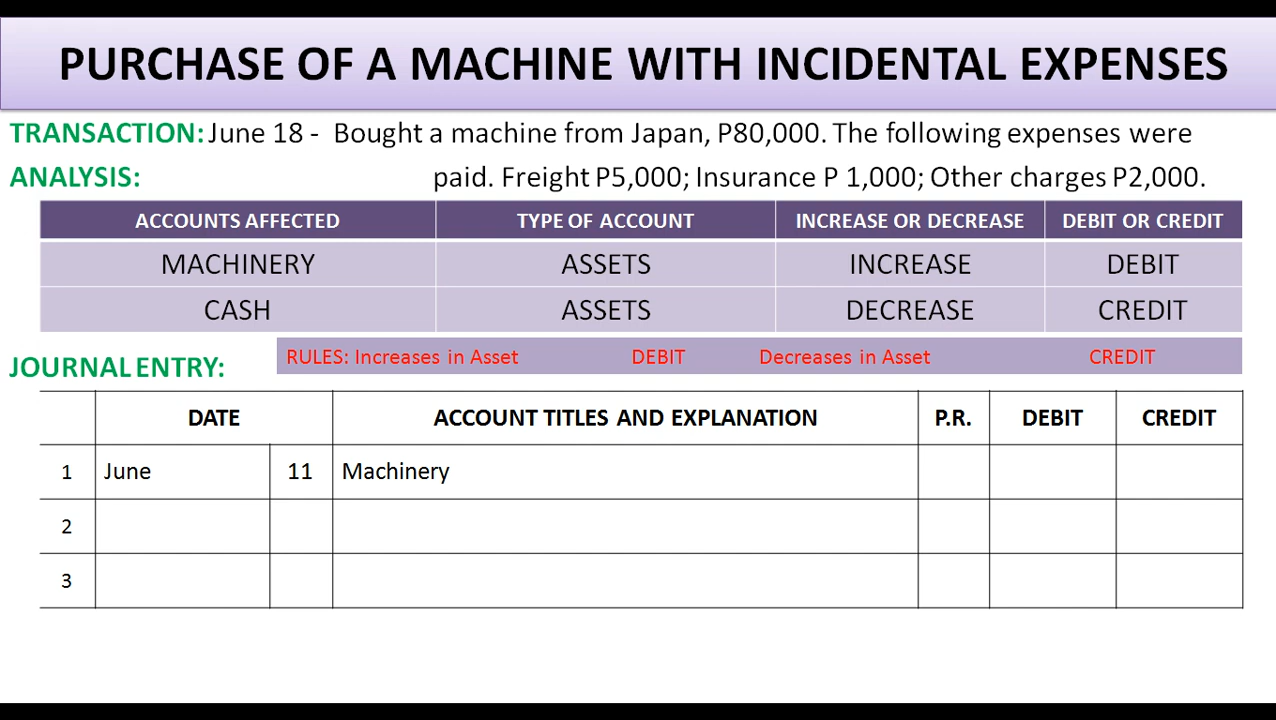 PURCHASE OF A MACHINE WITH INCIDENTAL EXPENSES
TRANSACTION: June 18 - Bought a machine from Japan, P80,000. The following expenses were
ANALYSIS: paid. Freight P5,000; Insurance P 1,000; Other charges P2,000.
ACCOUNTS AFFECTED TYPE OF ACCOUNT INCREASE OR DECREASE DEBIT OR CREDIT
MACHINERY ASSETS INCREASE DEBIT
CASH ASSETS DECREASE CREDIT
JOURNAL ENTRY: RULES: Increases in Asset DEBIT Decreases in Asset CREDIT
DATE ACCOUNT TITLES AND EXPLANATION P.R. DEBIT CREDIT
1 June 11 Machinery
2
3